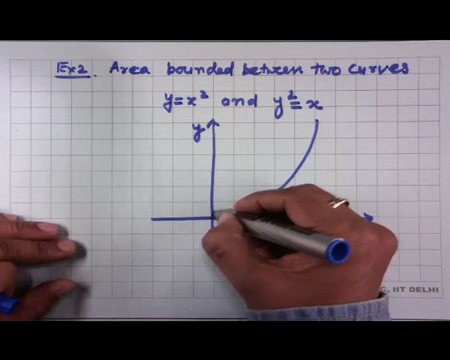 Ex2. Area bounded between two curves
y=x² and y²=x
y
C, IIT DELHI